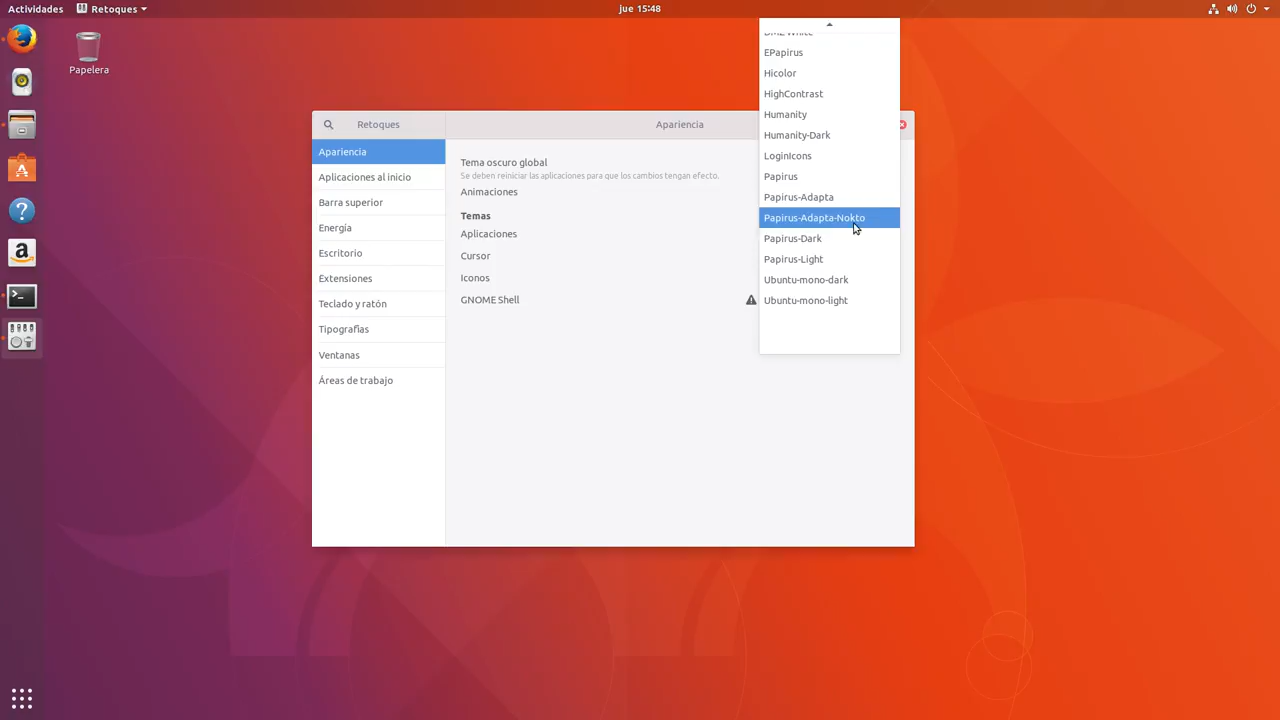 Actividades
Retoques
jue 15:48
Papelera
Retoques
Apariencia
Apariencia
Aplicaciones al inicio
Barra superior
Energía
Escritorio
Extensiones
Teclado y ratón
Tipografías
Ventanas
Áreas de trabajo
Tema oscuro global
Se deben reiniciar las aplicaciones para que los cambios tengan efecto.
Animaciones
Temas
Aplicaciones
Cursor
Iconos
GNOME Shell
EPapirus
Hicolor
HighContrast
Humanity
Humanity-Dark
LoginIcons
Papirus
Papirus-Adapta
Papirus-Adapta-Nokto
Papirus-Dark
Papirus-Light
Ubuntu-mono-dark
Ubuntu-mono-light